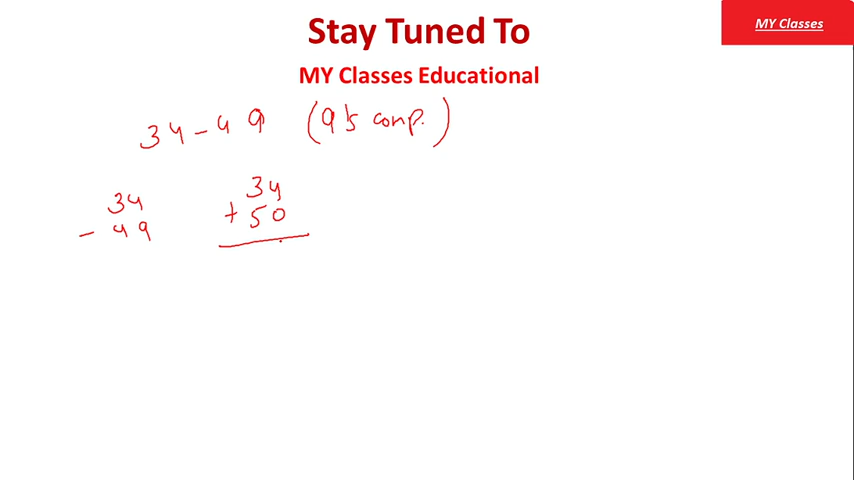 Stay Tuned To
MY Classes
MY Classes Educational
34 - 49 (9's comp.)
34
- 49
34
+ 50